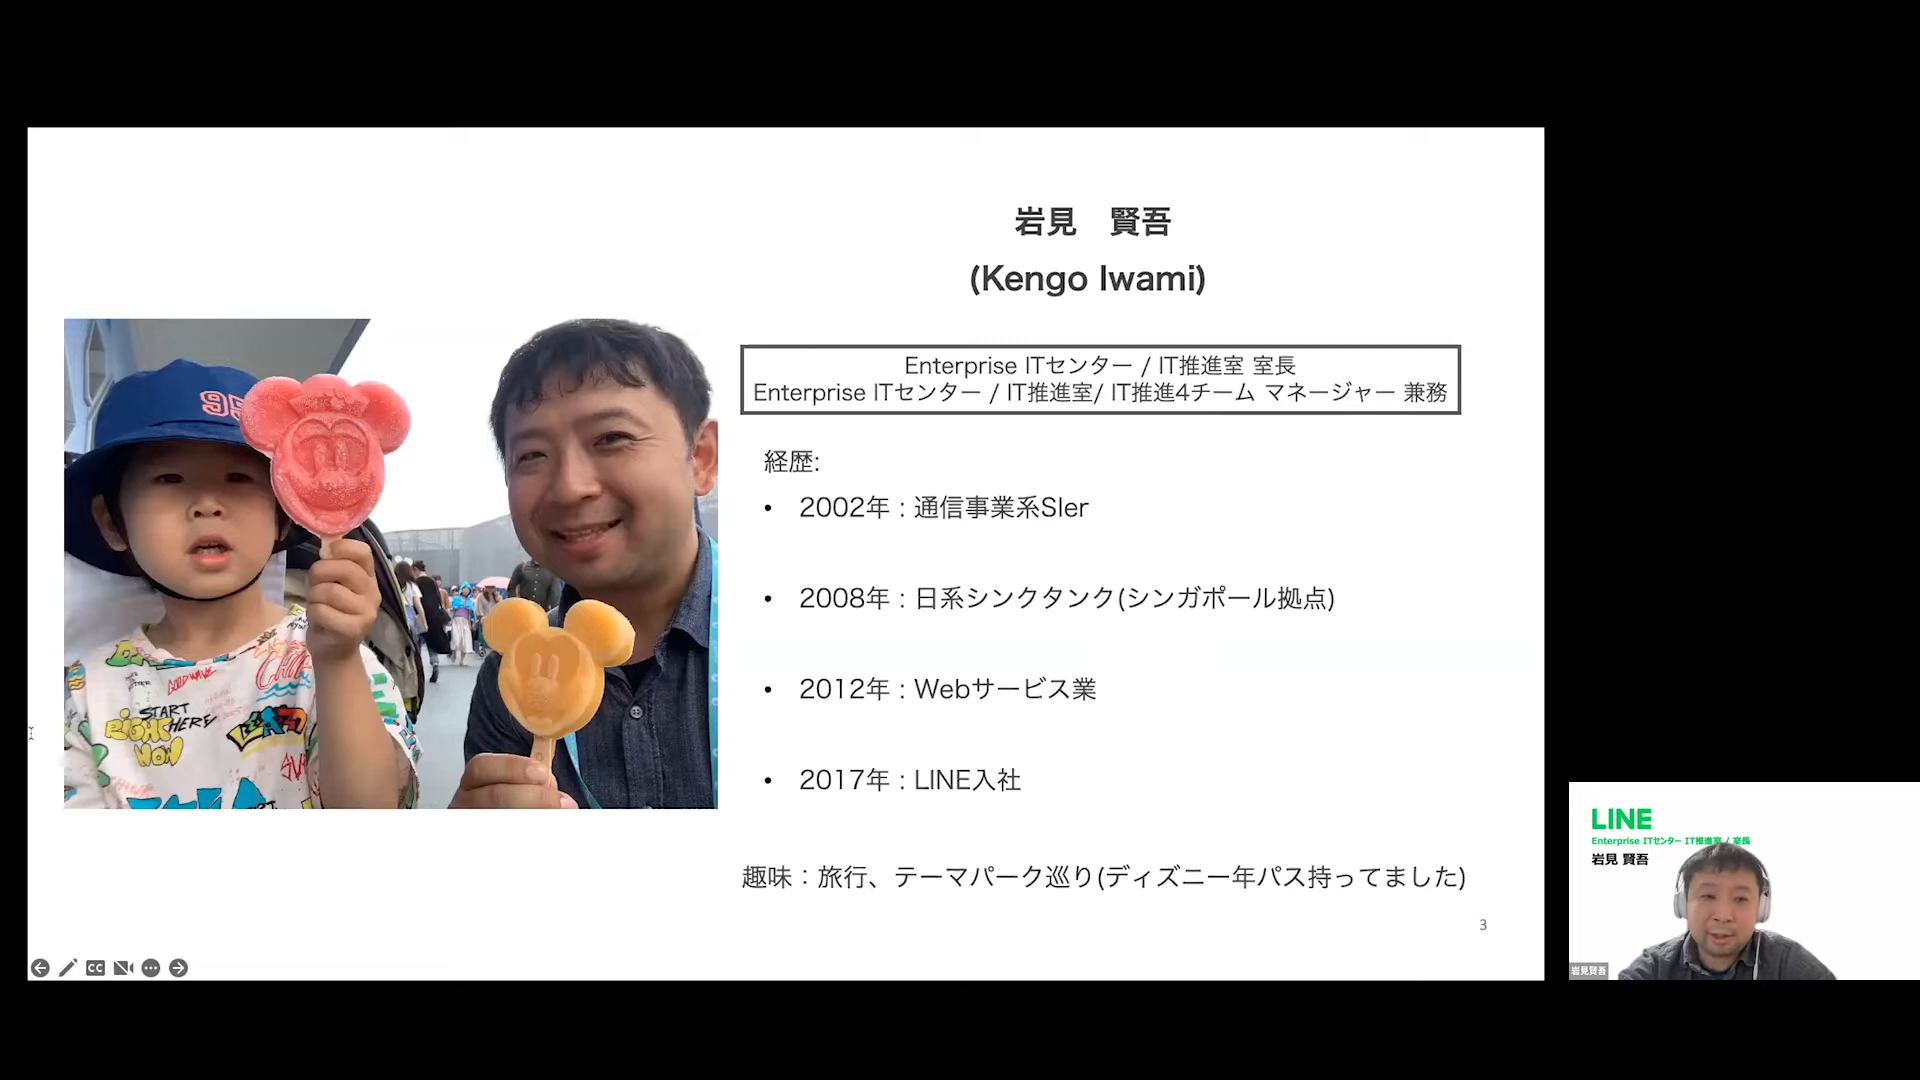 岩見　賢吾
(Kengo Iwami)
Enterprise ITセンター / IT推進室 室長
Enterprise ITセンター / IT推進室/ IT推進4チーム マネージャー 兼務
経歴:
• 2002年 : 通信事業系SIer
• 2008年 : 日系シンクタンク(シンガポール拠点)
• 2012年 : Webサービス業
• 2017年 : LINE入社
趣味：旅行、テーマパーク巡り(ディズニー年パス持ってました)
3
START
HERE
RIGHT
NOW
GOOD WAVE
CC
LINE
Enterprise ITセンター IT推進室 / 室長
岩見 賢吾
岩見賢吾